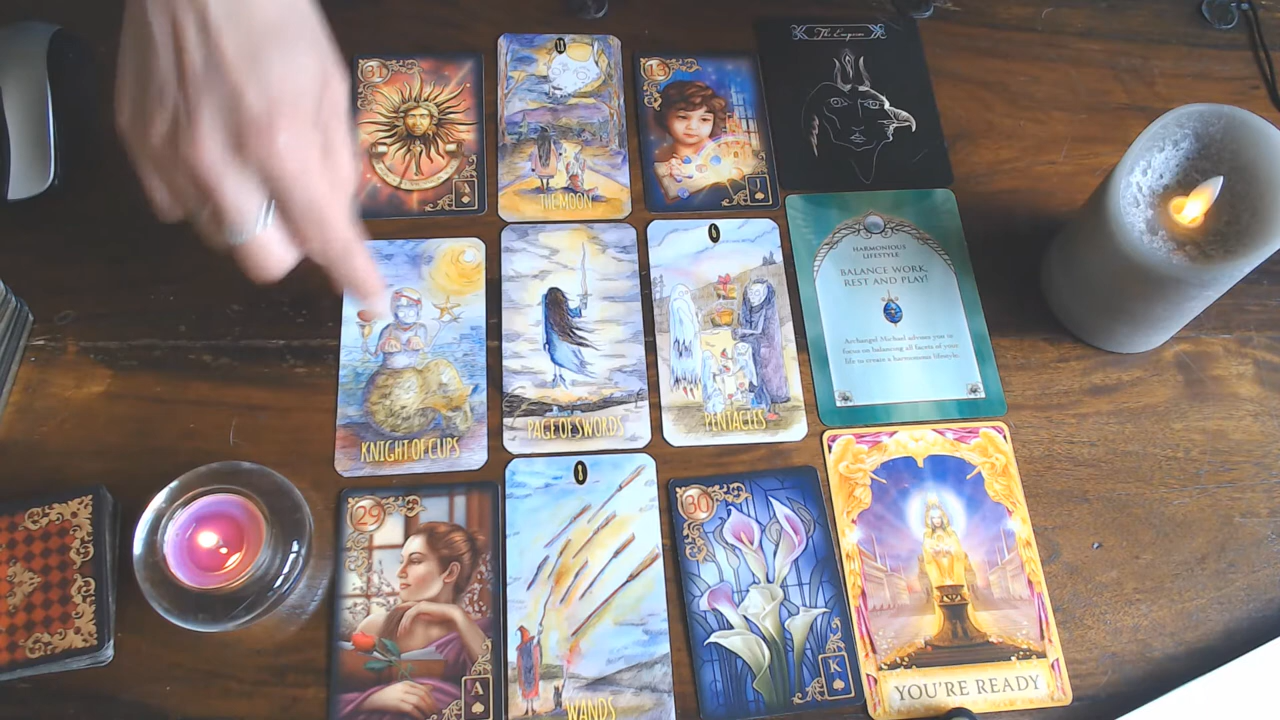 31
THE MOON
13
J
The Emperor
KNIGHT OF CUPS
PAGE OF SWORDS
6
PENTACLES
HARMONIOUS
LIFESTYLE
BALANCE WORK,
REST AND PLAY!
Archangel Michael advises you to
focus on balancing all facets of your
life to create a harmonious lifestyle.
29
A
8
WANDS
30
K
YOU'RE READY